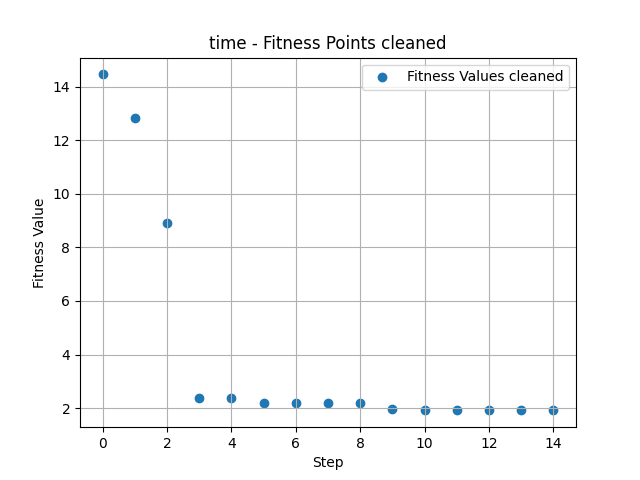 time - Fitness Points cleaned
Fitness Values cleaned
14
12
10
8
6
4
2
Fitness Value
0 2 4 6 8 10 12 14
Step